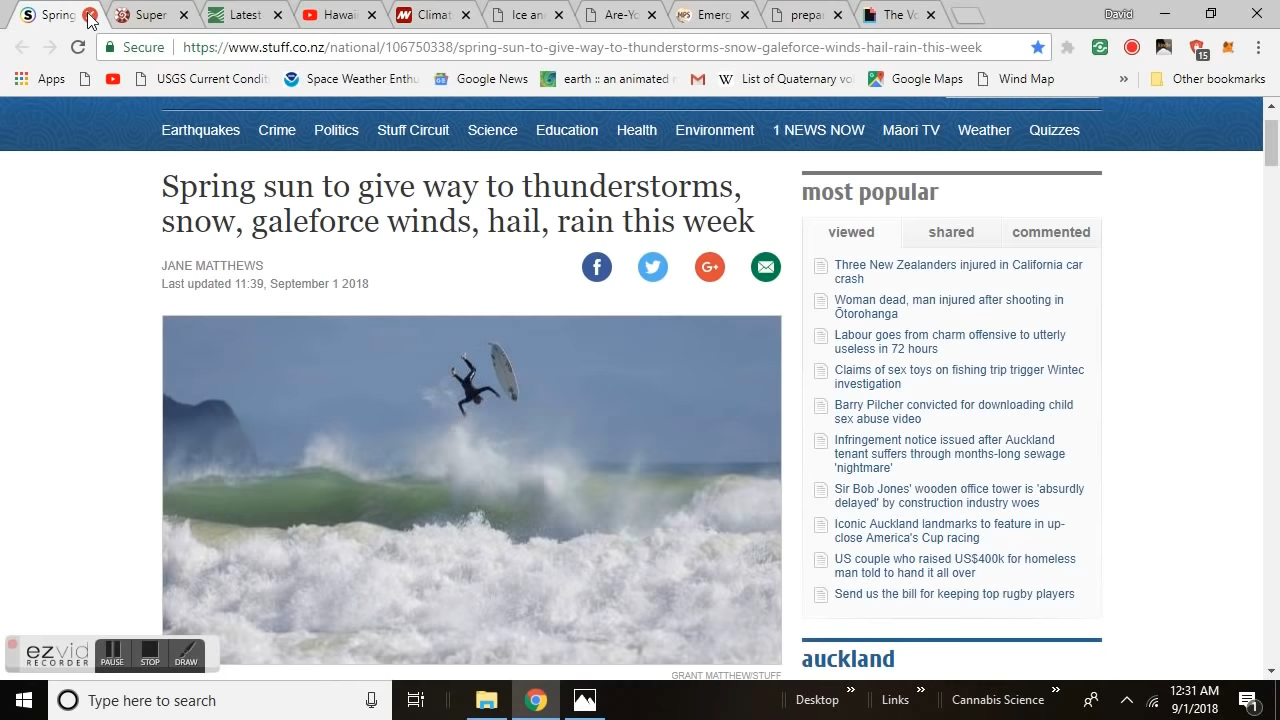 Spring
Super
Latest
Hawaii
Climat
Ice an
Are-Yo
Emerg
prepar
The V
David
Secure
https://www.stuff.co.nz/national/106750338/spring-sun-to-give-way-to-thunderstorms-snow-galeforce-winds-hail-rain-this-week
15
Apps
USGS Current Condit
Space Weather Enthu
Google News
earth :: an animated
List of Quaternary vo
Google Maps
Wind Map
»
Other bookmarks
Earthquakes
Crime
Politics
Stuff Circuit
Science
Education
Health
Environment
1 NEWS NOW
Māori TV
Weather
Quizzes
Spring sun to give way to thunderstorms,
snow, galeforce winds, hail, rain this week
JANE MATTHEWS
Last updated 11:39, September 1 2018
G+
most popular
viewed
shared
commented
Three New Zealanders injured in California car
crash
Woman dead, man injured after shooting in
Ōtorohanga
Labour goes from charm offensive to utterly
useless in 72 hours
Claims of sex toys on fishing trip trigger Wintec
investigation
Barry Pilcher convicted for downloading child
sex abuse video
Infringement notice issued after Auckland
tenant suffers through months-long sewage
'nightmare'
Sir Bob Jones' wooden office tower is 'absurdly
delayed' by construction industry woes
Iconic Auckland landmarks to feature in up-
close America's Cup racing
US couple who raised US$400k for homeless
man told to hand it all over
Send us the bill for keeping top rugby players
auckland
GRANT MATTHEW/STUFF
ezvid
RECORDER
PAUSE
STOP
DRAW
Type here to search
Desktop
»
Links
»
Cannabis Science
»
12:31 AM
9/1/2018
1